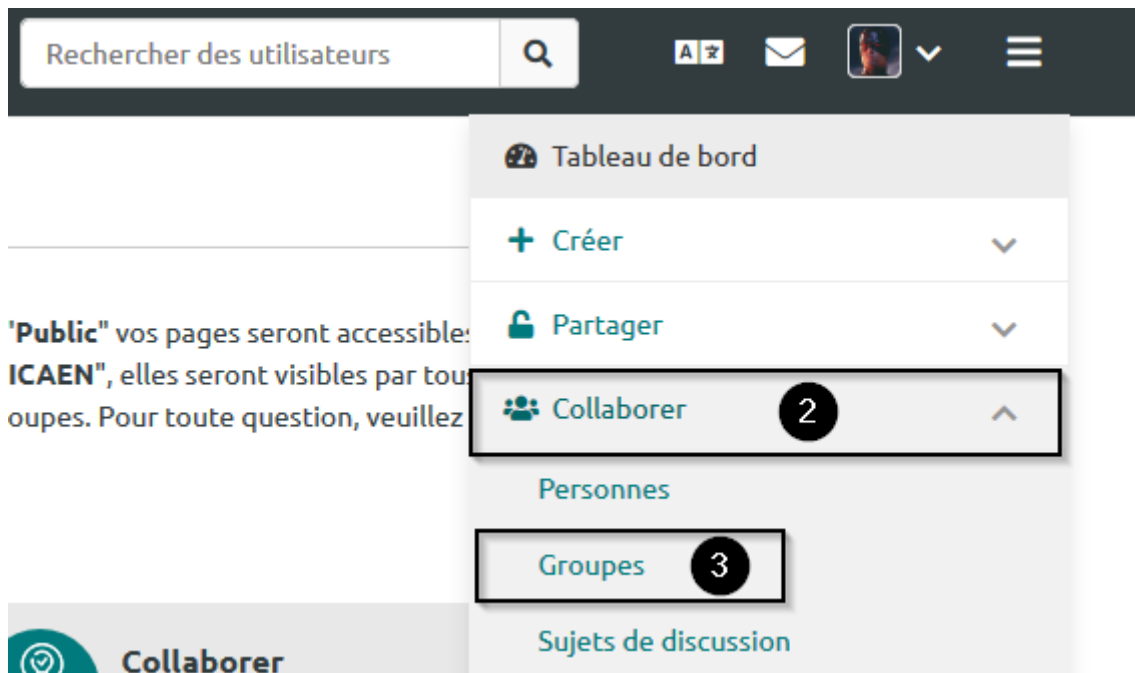 Rechercher des utilisateurs
A
Tableau de bord
Créer
"Public" vos pages seront accessibles
Partager
ICAEN", elles seront visibles par tous
Collaborer 2
oupes. Pour toute question, veuillez
Personnes
Groupes 3
Sujets de discussion
Collaborer